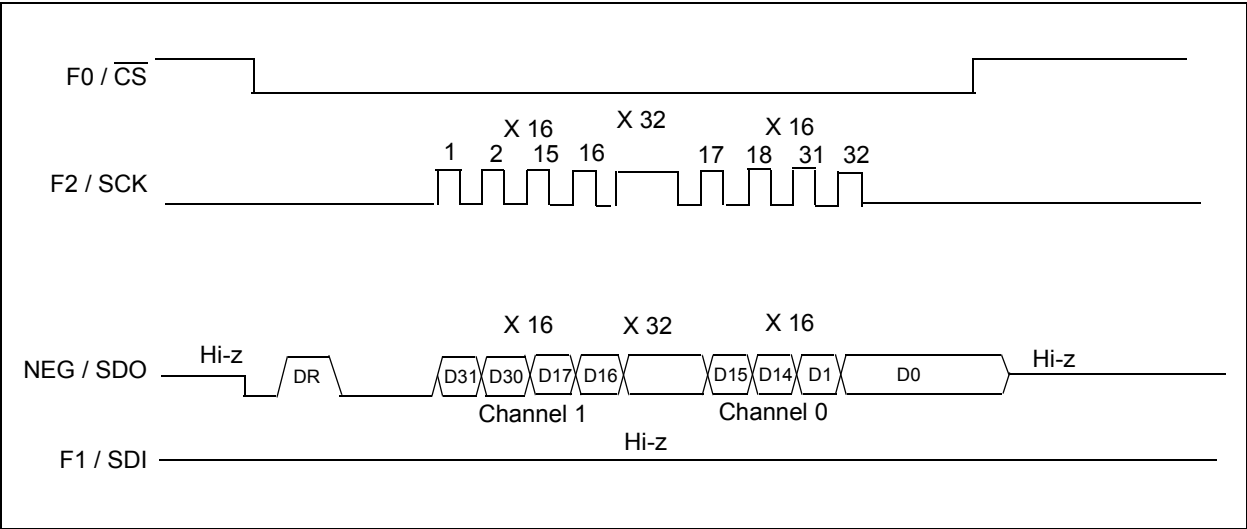 F0 / CS
X 16 X 32 X 16
1 2 15 16 17 18 31 32
F2 / SCK
X 16 X 32 X 16
NEG / SDO Hi-z DR D31 D30 D17 D16 D15 D14 D1 D0 Hi-z
Channel 1 Channel 0
Hi-z
F1 / SDI